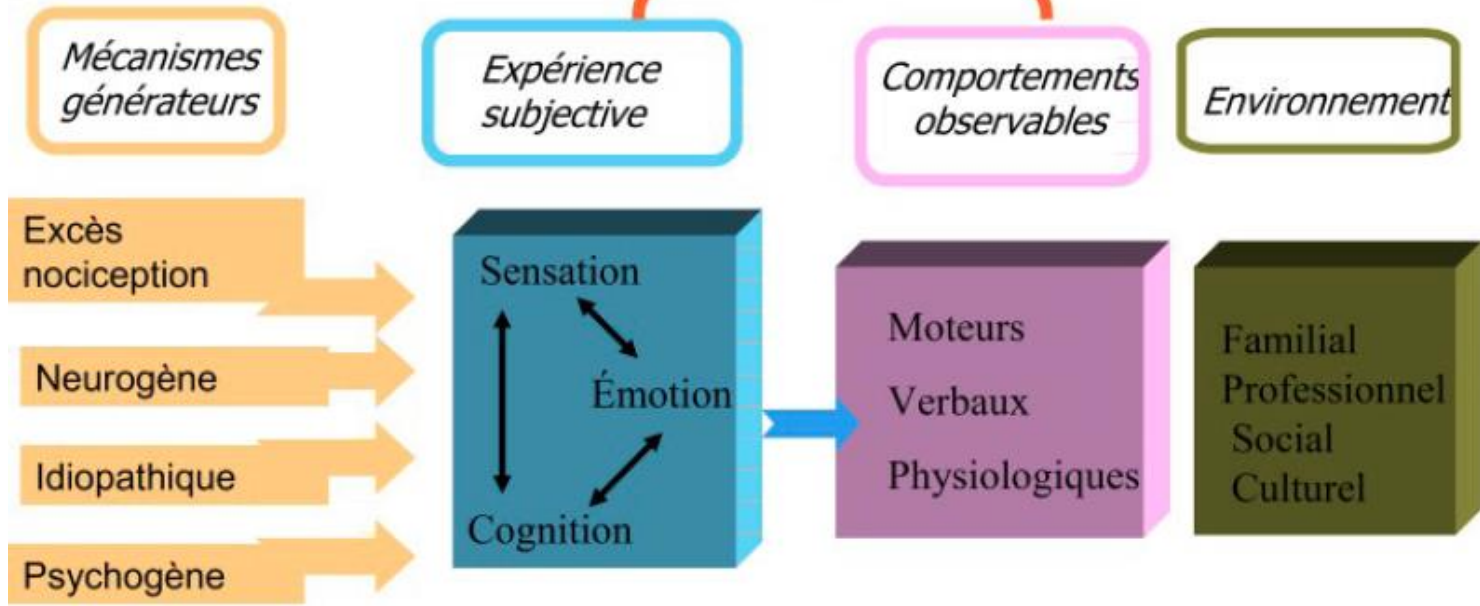 Mécanismes
générateurs
Expérience
subjective
Comportements
observables
Environnement
Excès
nociception
Neurogène
Idiopathique
Psychogène
Sensation
Émotion
Cognition
Moteurs
Verbaux
Physiologiques
Familial
Professionnel
Social
Culturel